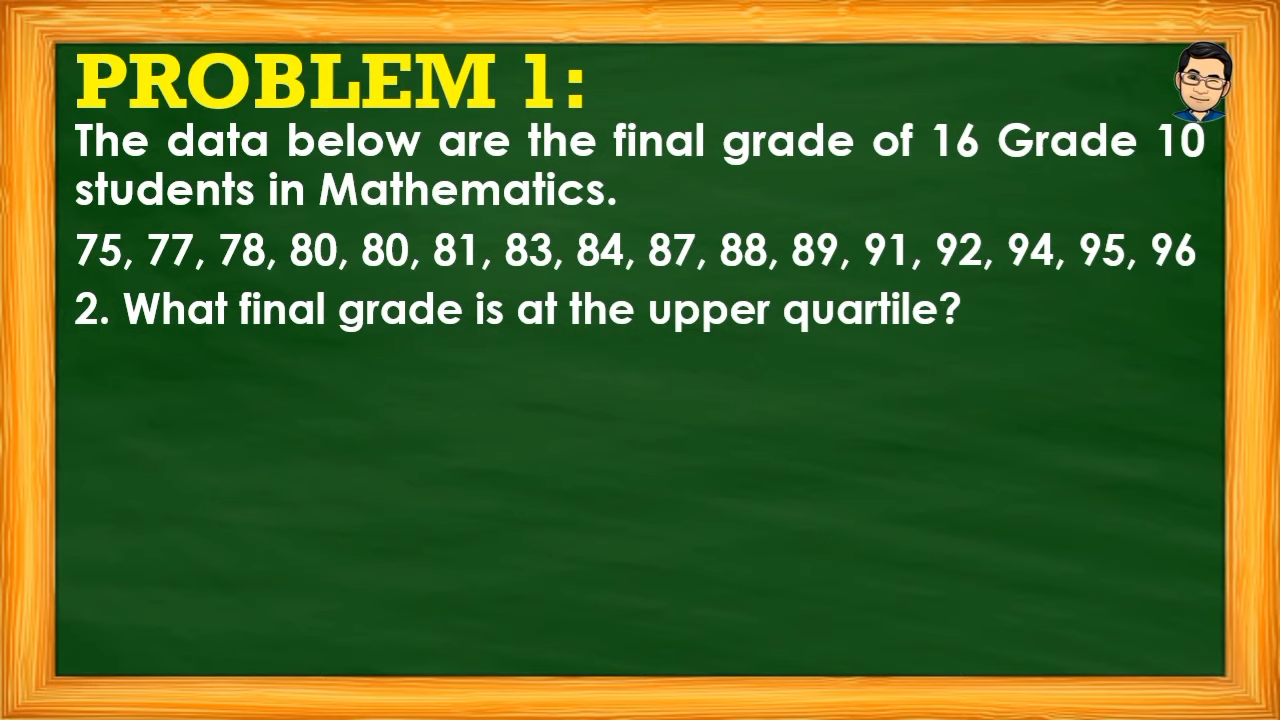 PROBLEM 1:
The data below are the final grade of 16 Grade 10
students in Mathematics.
75, 77, 78, 80, 80, 81, 83, 84, 87, 88, 89, 91, 92, 94, 95, 96
2. What final grade is at the upper quartile?